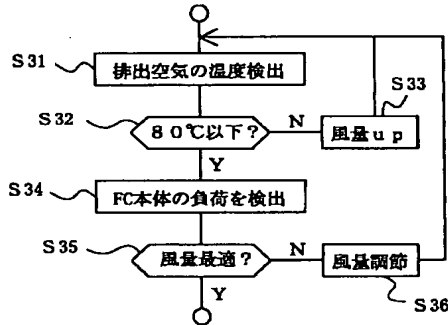 S31
排出空気の温度検出
S32
80℃以下?
N
S33
風量up
Y
S34
FC本体の負荷を検出
S35
風量最適?
N
風量調節
Y
S36